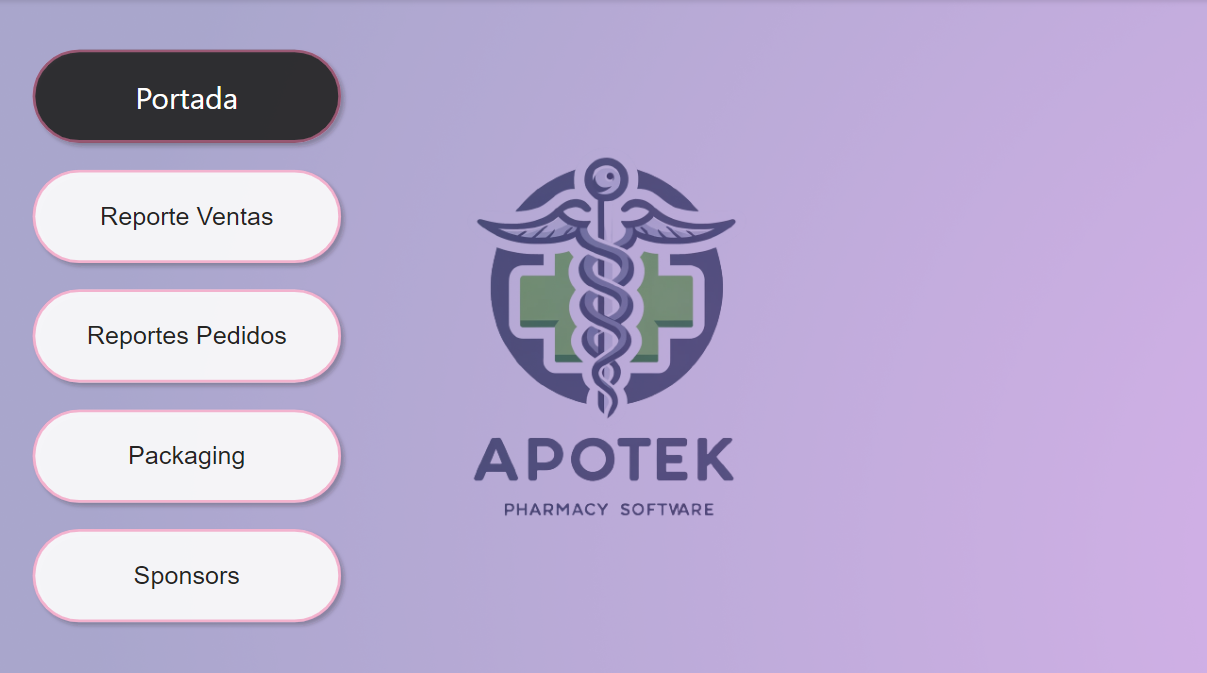 Portada
Reporte Ventas
Reportes Pedidos
Packaging
Sponsors
APOTEK
PHARMACY SOFTWARE